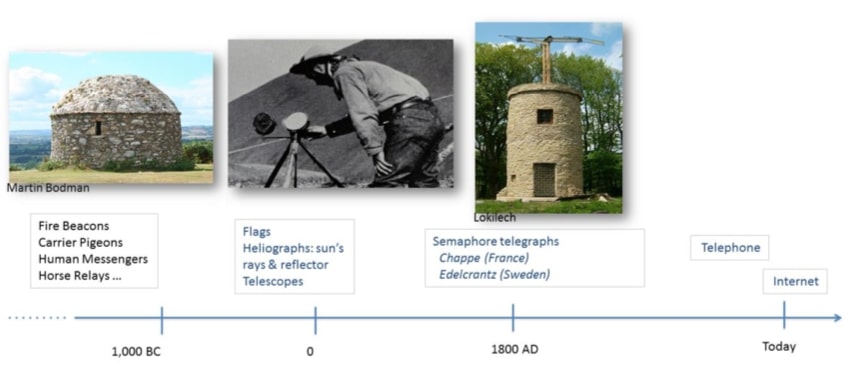 Martin Bodman
Lokilech
Fire Beacons
Carrier Pigeons
Human Messengers
Horse Relays ...
Flags
Heliographs: sun's
rays & reflector
Telescopes
Semaphore telegraphs
Chappe (France)
Edelcrantz (Sweden)
Telephone
Internet
1,000 BC
0
1800 AD
Today